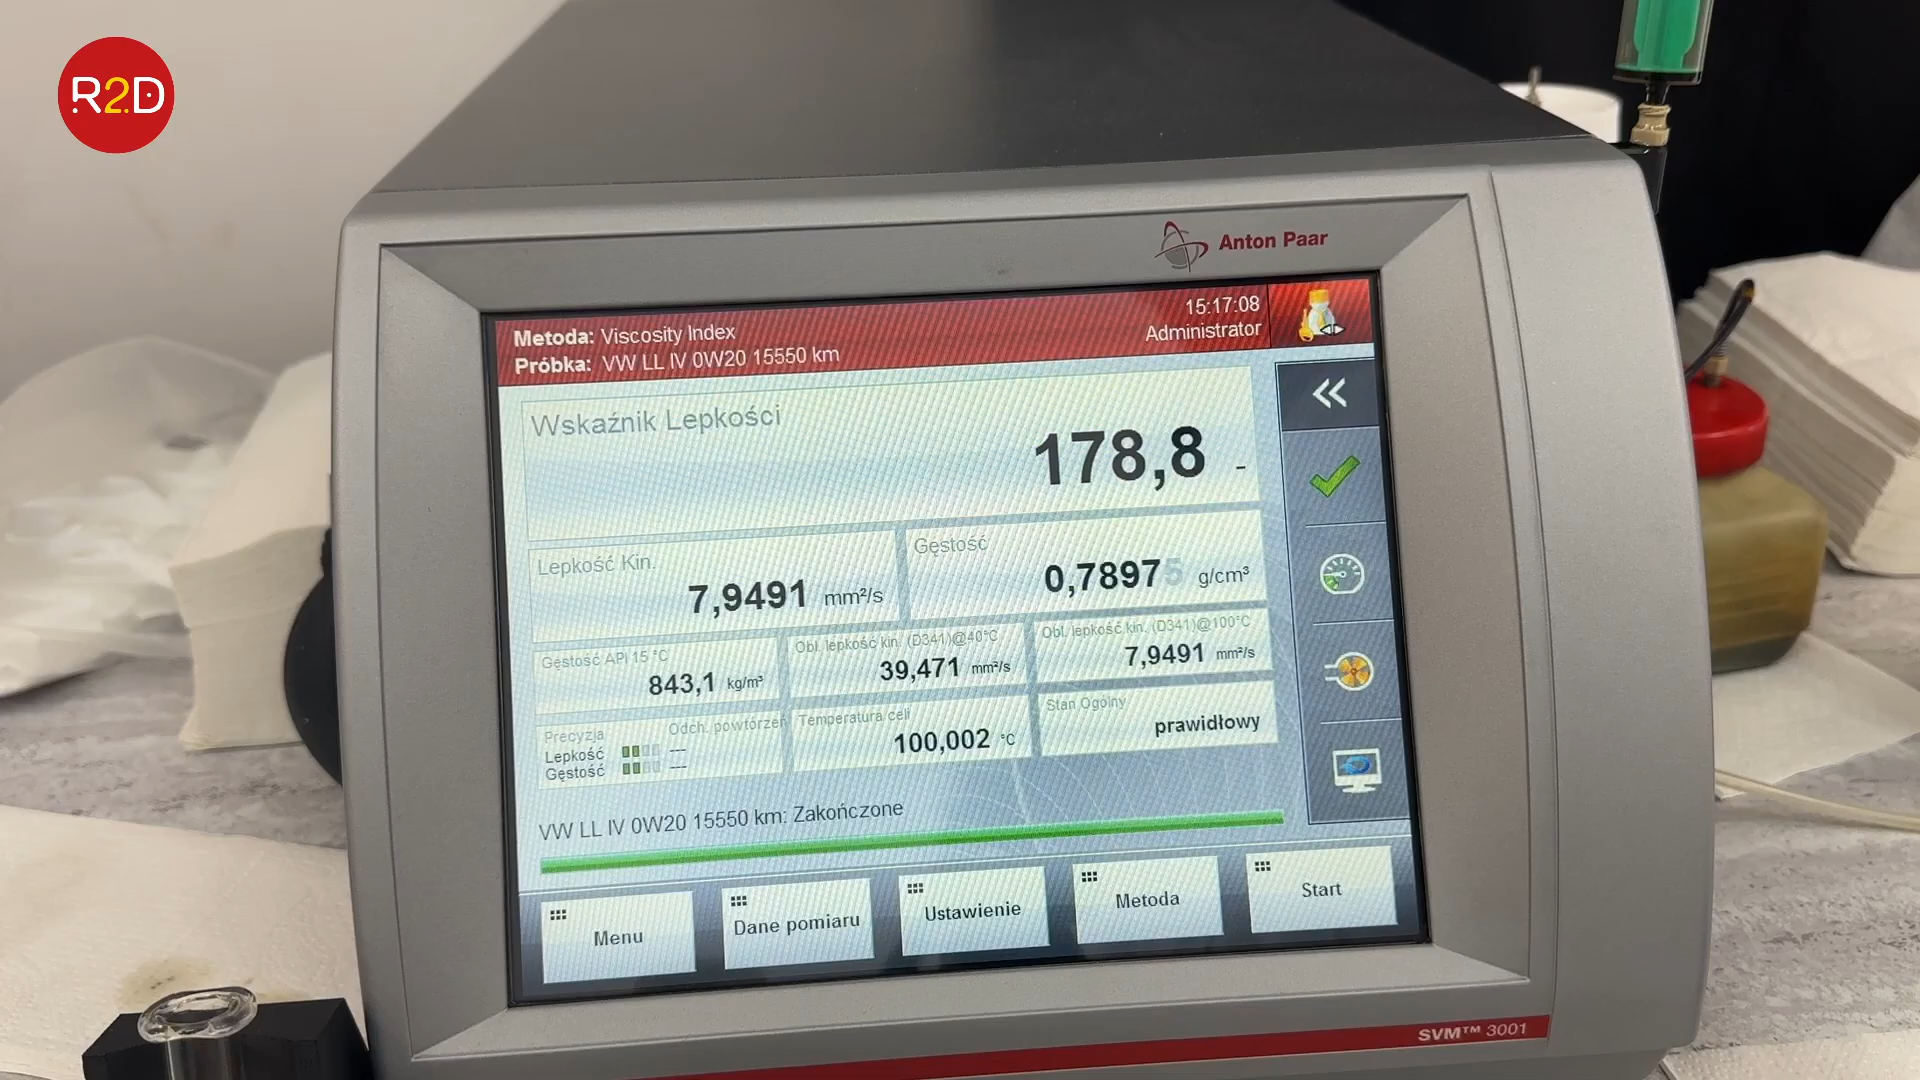 R2D
Anton Paar
Metoda: Viscosity Index
Próbka: VW LL IV 0W20 15550 km
15:17:08
Administrator
Wskaźnik Lepkości
178,8 -
Lepkość Kin.
7,9491 mm²/s
Gęstość
0,78975 g/cm³
Gęstość API 15 °C
843,1 kg/m³
Obl. lepkość kin. (D341)@40°C
39,471 mm²/s
Obl. lepkość kin. (D341)@100°C
7,9491 mm²/s
Precyzja Odch. powtórzeń
Lepkość ---
Gęstość ---
Temperatura celi
100,002 °C
Stan Ogólny
prawidłowy
VW LL IV 0W20 15550 km: Zakończone
Menu
Dane pomiaru
Ustawienie
Metoda
Start
SVM™ 3001